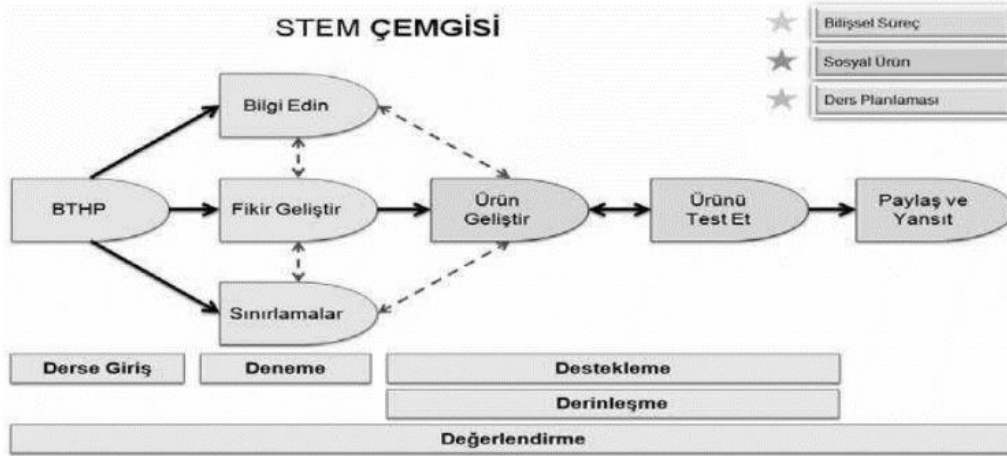 STEM ÇEMGİSİ
Bilişsel Süreç
Sosyal Ürün
Ders Planlaması
Bilgi Edin
BTHP
Fikir Geliştir
Ürün
Geliştir
Ürünü
Test Et
Paylaş ve
Yansıt
Sınırlamalar
Derse Giriş
Deneme
Destekleme
Derinleşme
Değerlendirme